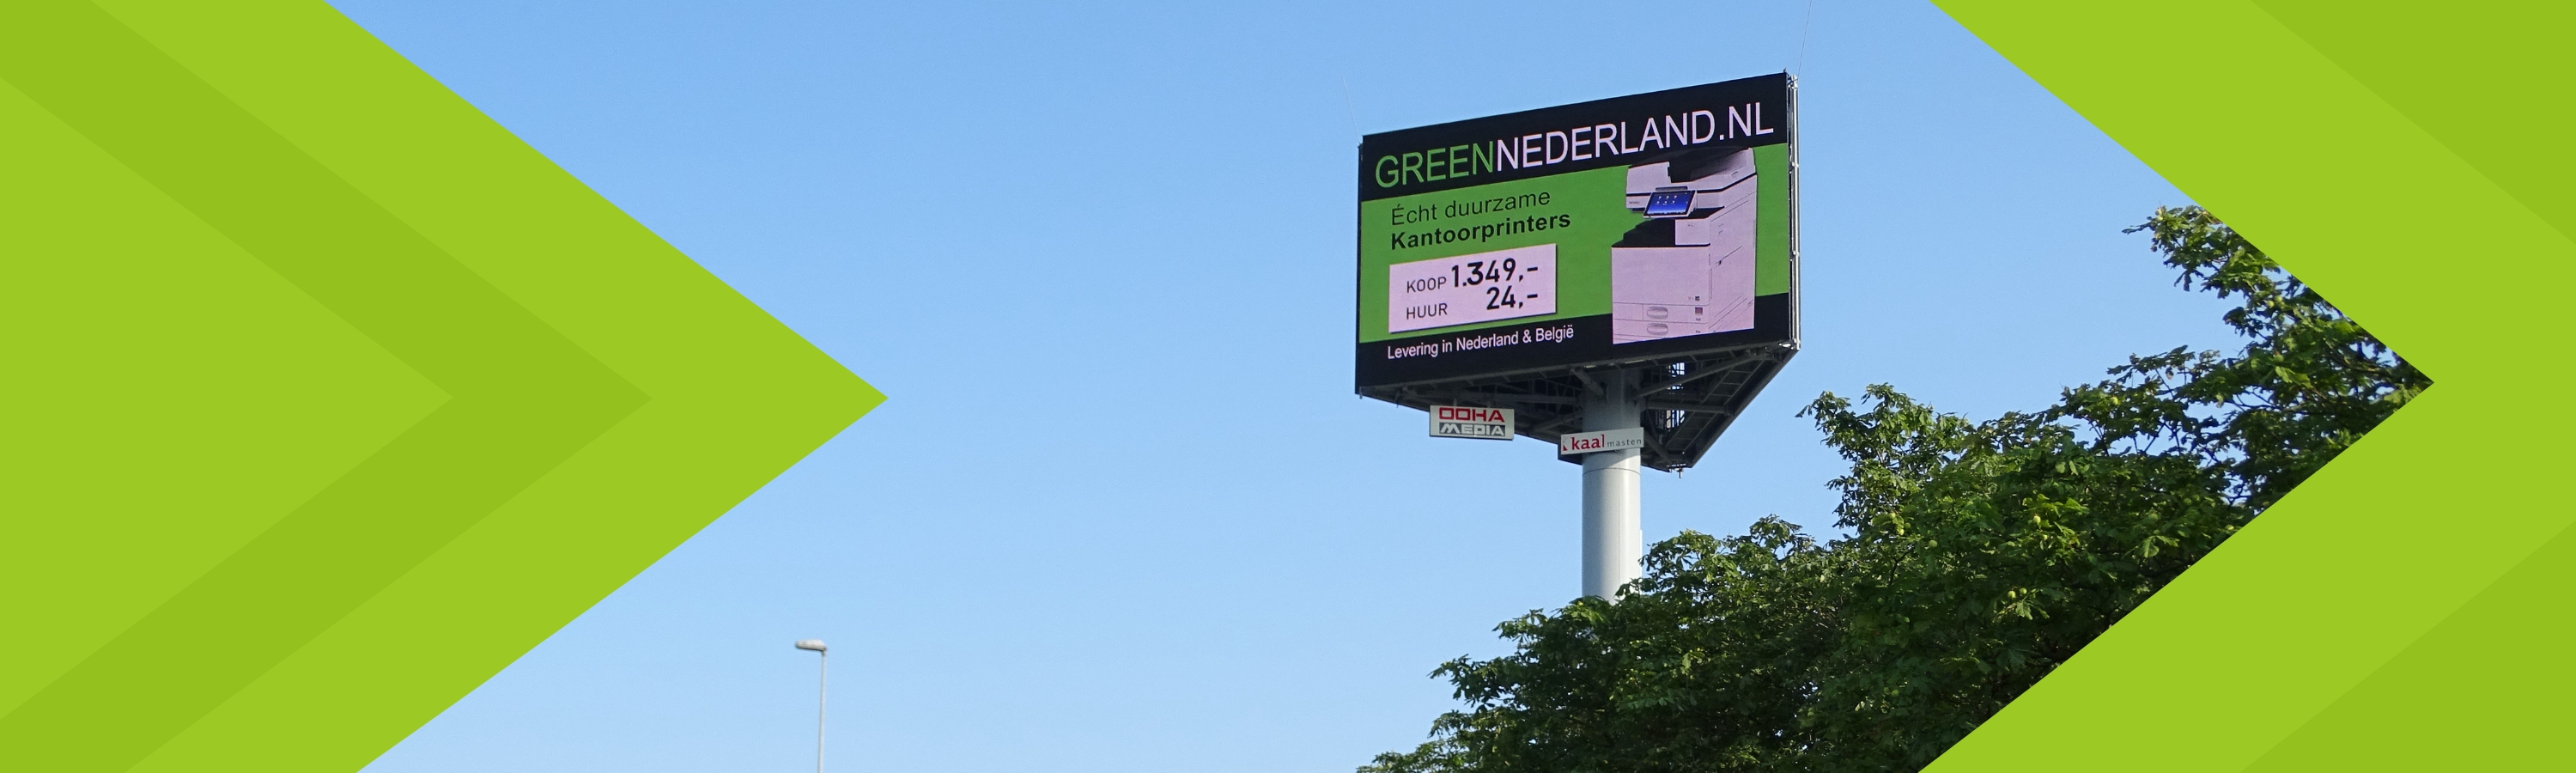 GREENNEDERLAND.NL
Écht duurzame
Kantoorprinters
KOOP 1.349,-
HUUR 24,-
Levering in Nederland & België
OOHA
MEDIA
kaal masten